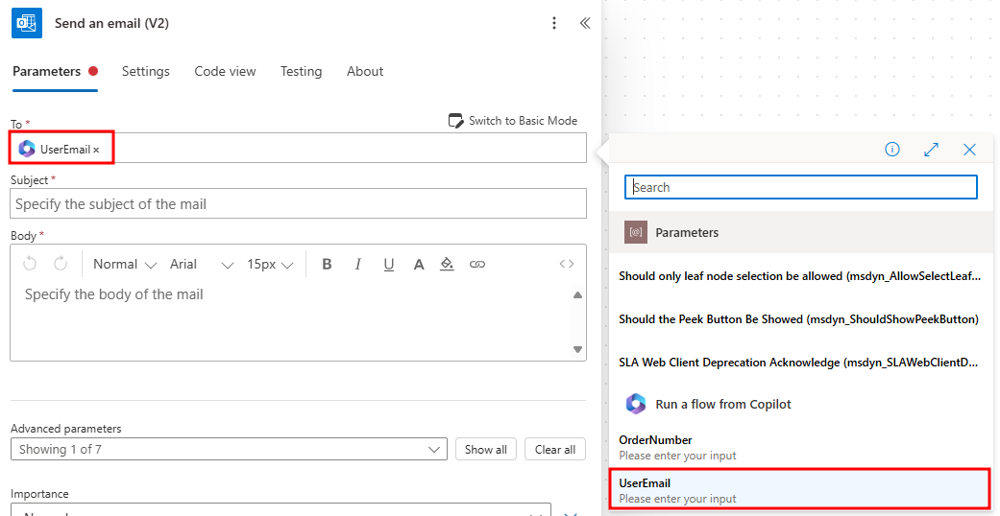 Send an email (V2)
Parameters Settings Code view Testing About
To *
Switch to Basic Mode
UserEmail ×
Subject *
Specify the subject of the mail
Body *
Normal Arial 15px B I U A <>
Specify the body of the mail
Advanced parameters
Showing 1 of 7 Show all Clear all
Importance
Search
[@] Parameters
Should only leaf node selection be allowed (msdyn_AllowSelectLeaf...
Should the Peek Button Be Showed (msdyn_ShouldShowPeekButton)
SLA Web Client Deprecation Acknowledge (msdyn_SLAWebClientD...
Run a flow from Copilot
OrderNumber
Please enter your input
UserEmail
Please enter your input